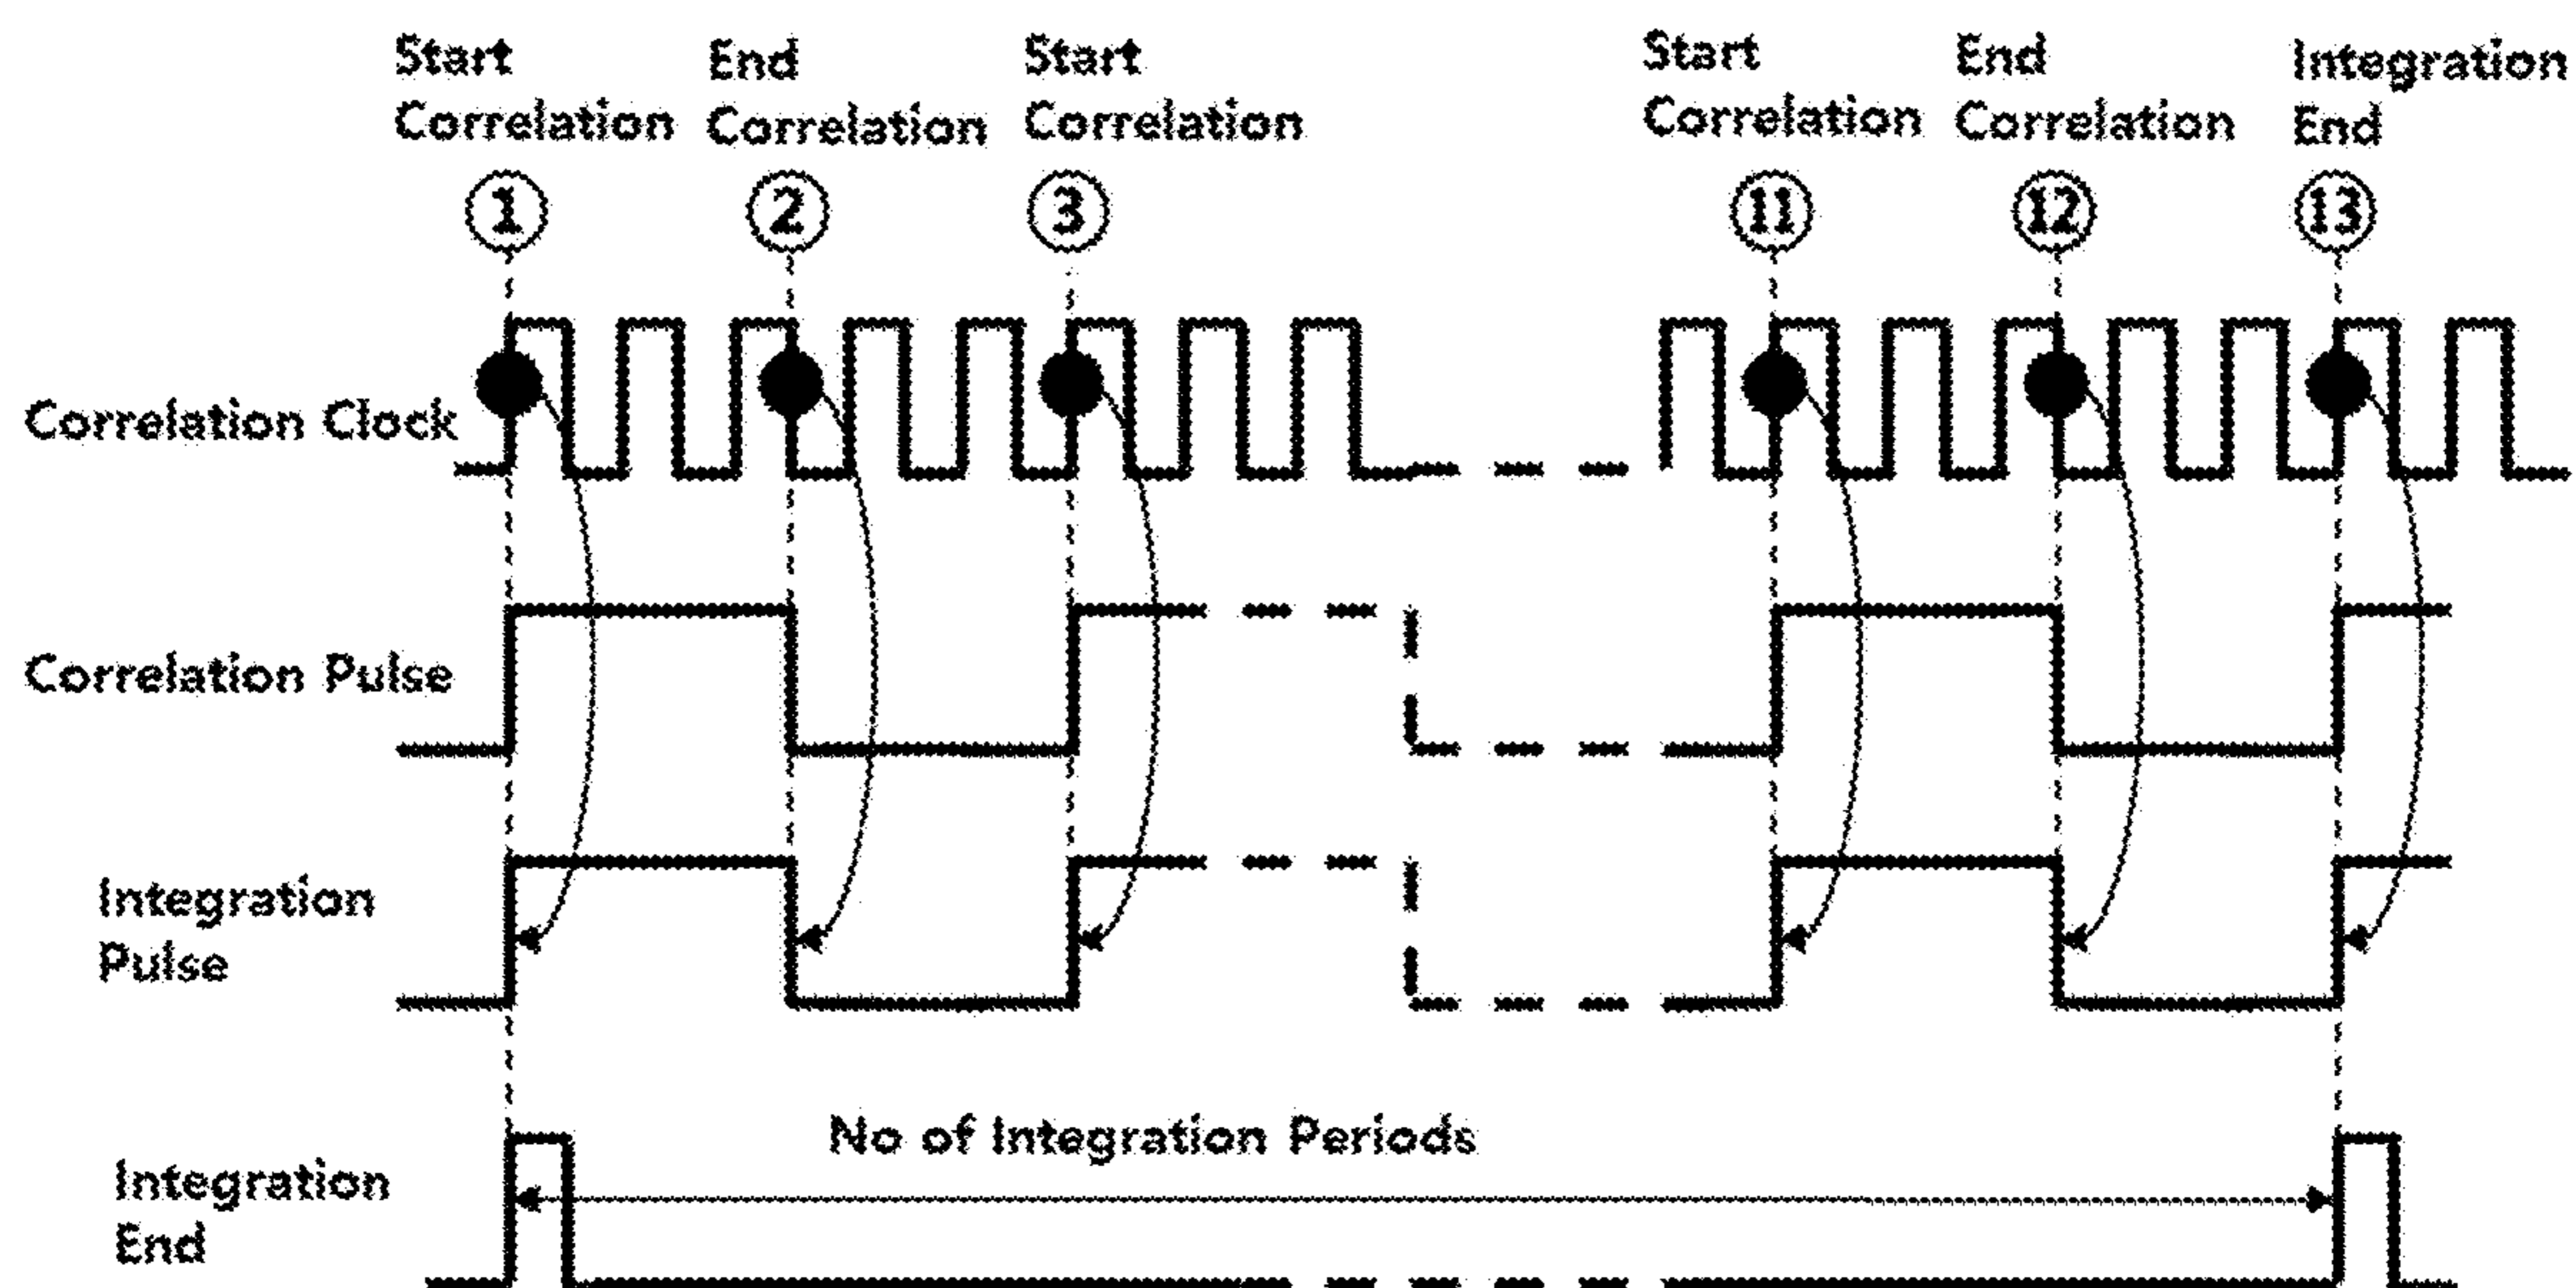 Start
Correlation
End
Correlation
Start
Correlation
Start
Correlation
End
Correlation
Integration
End
1
2
3
11
12
13
Correlation Clock
Correlation Pulse
Integration
Pulse
No of Integration Periods
Integration
End